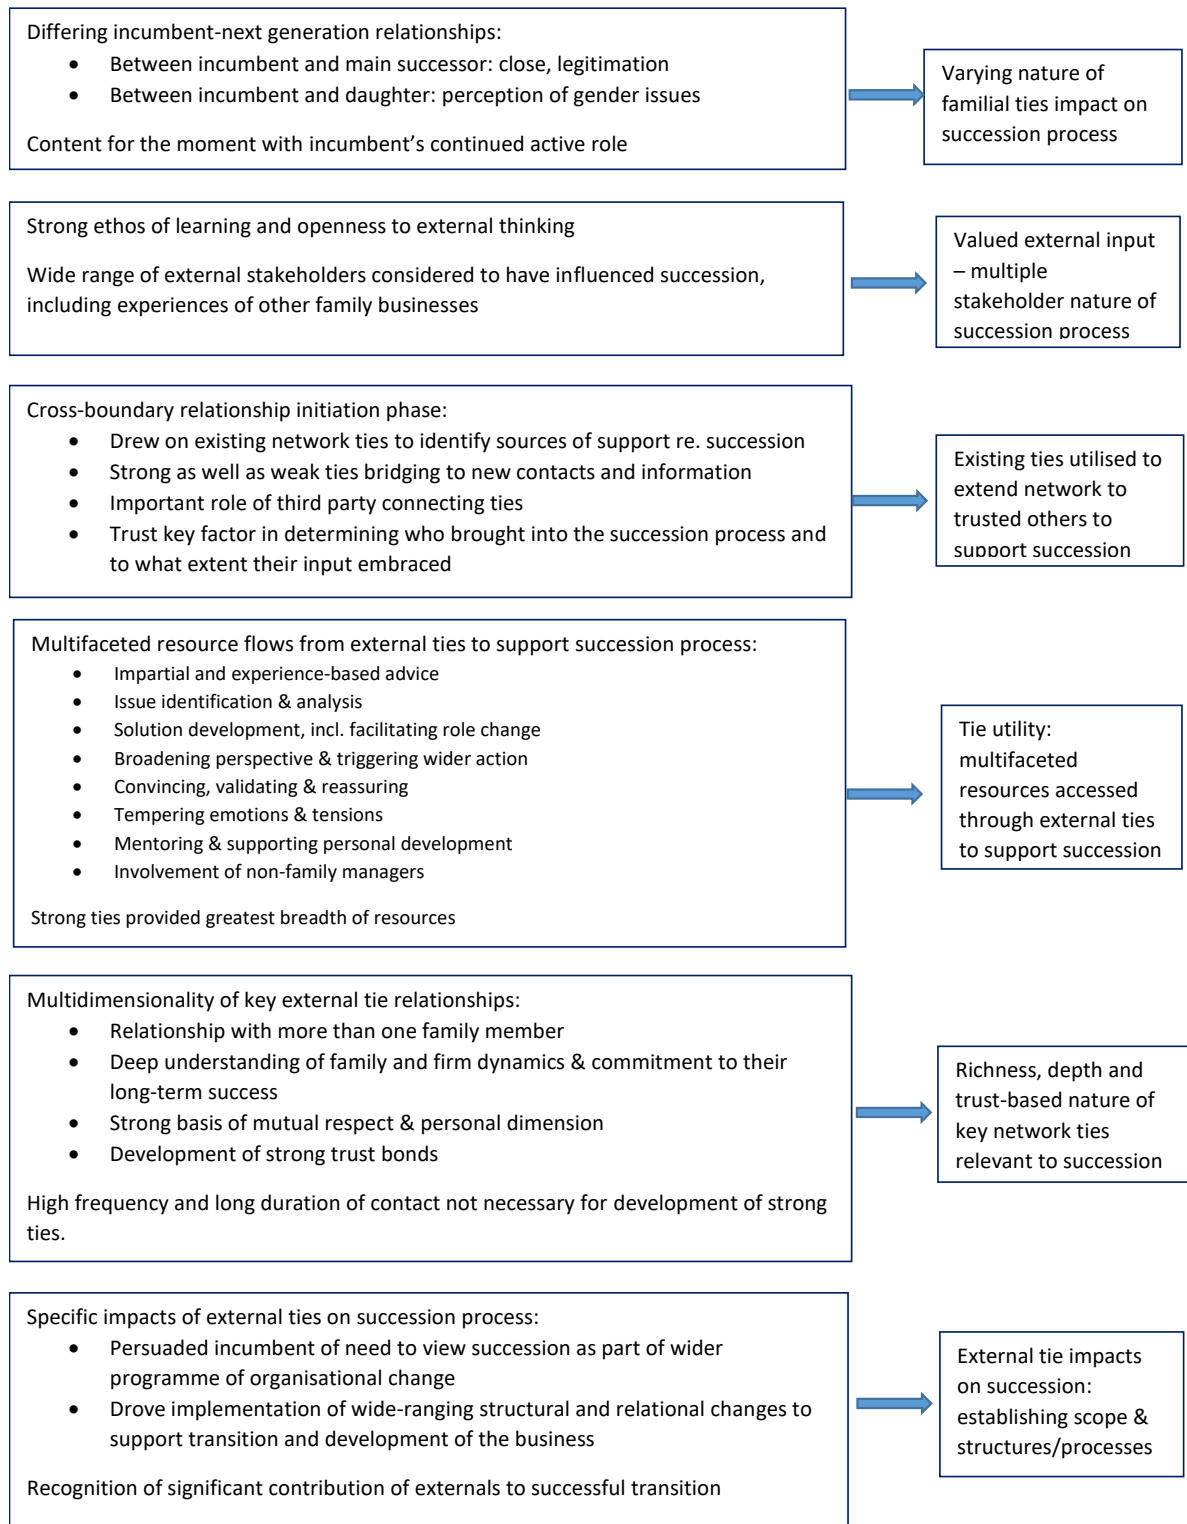 Differing incumbent-next generation relationships:
• Between incumbent and main successor: close, legitimation
• Between incumbent and daughter: perception of gender issues
Content for the moment with incumbent’s continued active role
Varying nature of
familial ties impact on
succession process
Strong ethos of learning and openness to external thinking
Wide range of external stakeholders considered to have influenced succession,
including experiences of other family businesses
Valued external input
– multiple
stakeholder nature of
succession process
Cross-boundary relationship initiation phase:
• Drew on existing network ties to identify sources of support re. succession
• Strong as well as weak ties bridging to new contacts and information
• Important role of third party connecting ties
• Trust key factor in determining who brought into the succession process and
to what extent their input embraced
Existing ties utilised to
extend network to
trusted others to
support succession
Multifaceted resource flows from external ties to support succession process:
• Impartial and experience-based advice
• Issue identification & analysis
• Solution development, incl. facilitating role change
• Broadening perspective & triggering wider action
• Convincing, validating & reassuring
• Tempering emotions & tensions
• Mentoring & supporting personal development
• Involvement of non-family managers
Strong ties provided greatest breadth of resources
Tie utility:
multifaceted
resources accessed
through external ties
to support succession
Multidimensionality of key external tie relationships:
• Relationship with more than one family member
• Deep understanding of family and firm dynamics & commitment to their
long-term success
• Strong basis of mutual respect & personal dimension
• Development of strong trust bonds
High frequency and long duration of contact not necessary for development of strong
ties.
Richness, depth and
trust-based nature of
key network ties
relevant to succession
Specific impacts of external ties on succession process:
• Persuaded incumbent of need to view succession as part of wider
programme of organisational change
• Drove implementation of wide-ranging structural and relational changes to
support transition and development of the business
Recognition of significant contribution of externals to successful transition
External tie impacts
on succession:
establishing scope &
structures/processes